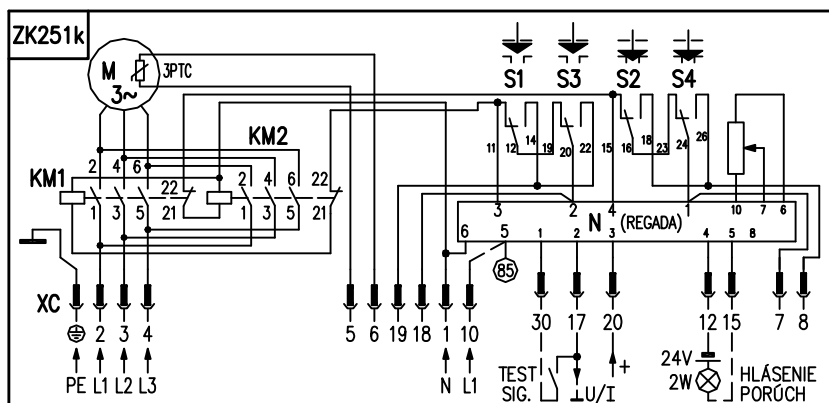 ZK251k
M
3~
3PTC
S1 S3 S2 S4
KM2
KM1
2 4 6 22
1 3 5 21
2 4 6 22
1 3 5 21
11 12 14 19 20 22 15 16 18 23 24 26
10 7 6
3 2 4 1
N (REGADA)
6 5 1 2 3 4 5 8
85
XC
2 3 4 5 6 19 18 1 10 30 17 20 12 15 7 8
PE L1 L2 L3 N L1
TEST
SIG.
U/I
+
24V
2W
HLÁSENIE
PORÚCH